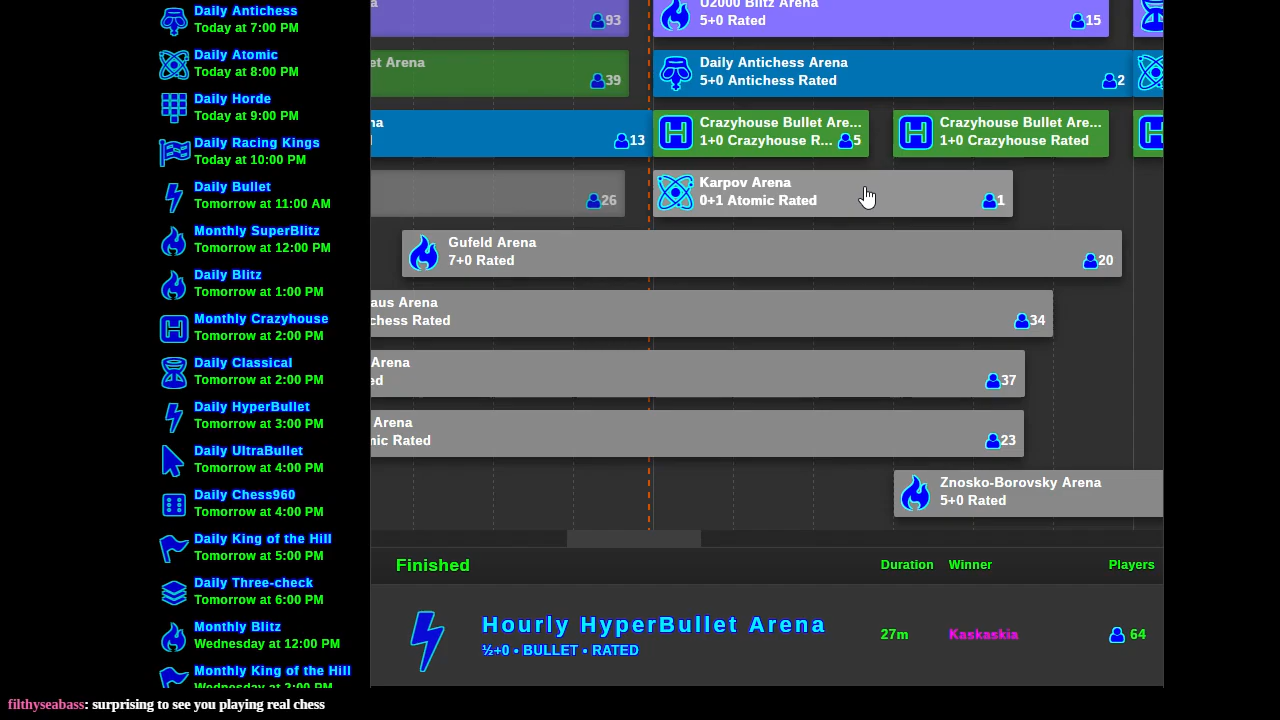 Daily Antichess
Today at 7:00 PM
Daily Atomic
Today at 8:00 PM
Daily Horde
Today at 9:00 PM
Daily Racing Kings
Today at 10:00 PM
Daily Bullet
Tomorrow at 11:00 AM
Monthly SuperBlitz
Tomorrow at 12:00 PM
Daily Blitz
Tomorrow at 1:00 PM
Monthly Crazyhouse
Tomorrow at 2:00 PM
Daily Classical
Tomorrow at 2:00 PM
Daily HyperBullet
Tomorrow at 3:00 PM
Daily UltraBullet
Tomorrow at 4:00 PM
Daily Chess960
Tomorrow at 4:00 PM
Daily King of the Hill
Tomorrow at 5:00 PM
Daily Three-check
Tomorrow at 6:00 PM
Monthly Blitz
Wednesday at 12:00 PM
Monthly King of the Hill
Wednesday at 2:00 PM
93
U2000 Blitz Arena
5+0 Rated
15
et Arena
39
Daily Antichess Arena
5+0 Antichess Rated
2
na
13
Crazyhouse Bullet Are...
1+0 Crazyhouse R...
5
Crazyhouse Bullet Are...
1+0 Crazyhouse Rated
26
Karpov Arena
0+1 Atomic Rated
1
Gufeld Arena
7+0 Rated
20
aus Arena
chess Rated
34
Arena
ed
37
Arena
mic Rated
23
Znosko-Borovsky Arena
5+0 Rated
Finished
Duration
Winner
Players
Hourly HyperBullet Arena
½+0 • BULLET • RATED
27m
Kaskaskia
64
filthyseabass: surprising to see you playing real chess